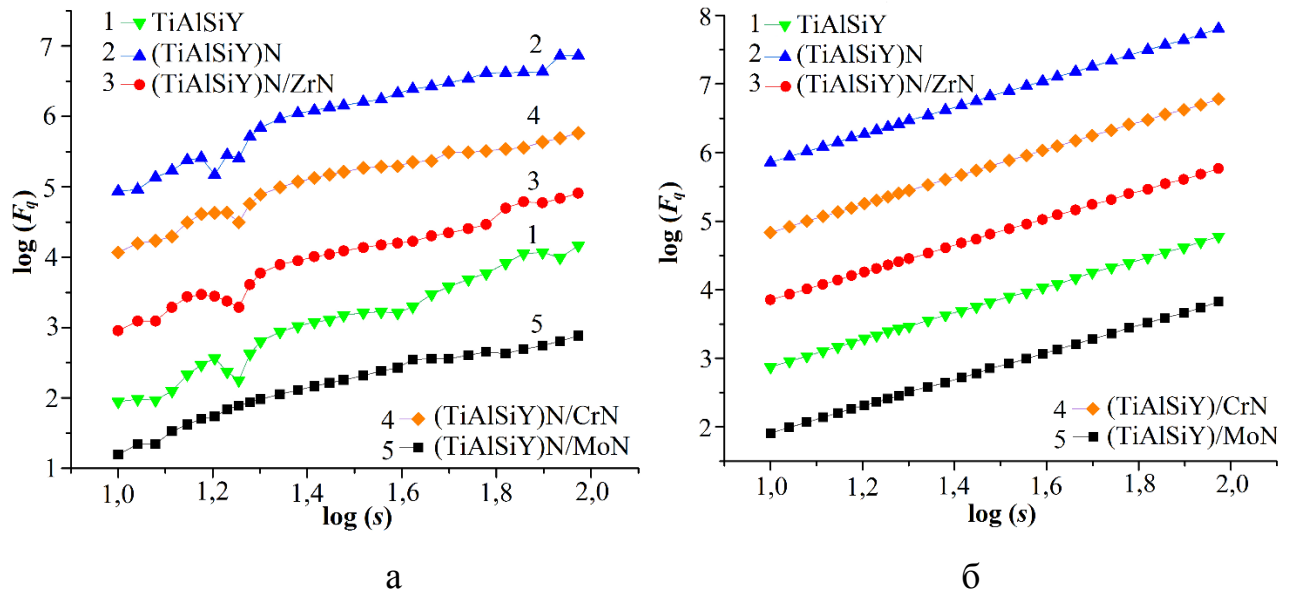 1 TiAlSiY
2 (TiAlSiY)N
3 (TiAlSiY)N/ZrN
2
4
3
1
5
4 (TiAlSiY)N/CrN
5 (TiAlSiY)N/MoN
7
6
5
4
3
2
1
log (Fq)
1,0
1,2
1,4
1,6
1,8
2,0
log (s)
а
1 TiAlSiY
2 (TiAlSiY)N
3 (TiAlSiY)N/ZrN
4 (TiAlSiY)/CrN
5 (TiAlSiY)/MoN
8
7
6
5
4
3
2
log (Fq)
1,0
1,2
1,4
1,6
1,8
2,0
log (s)
б